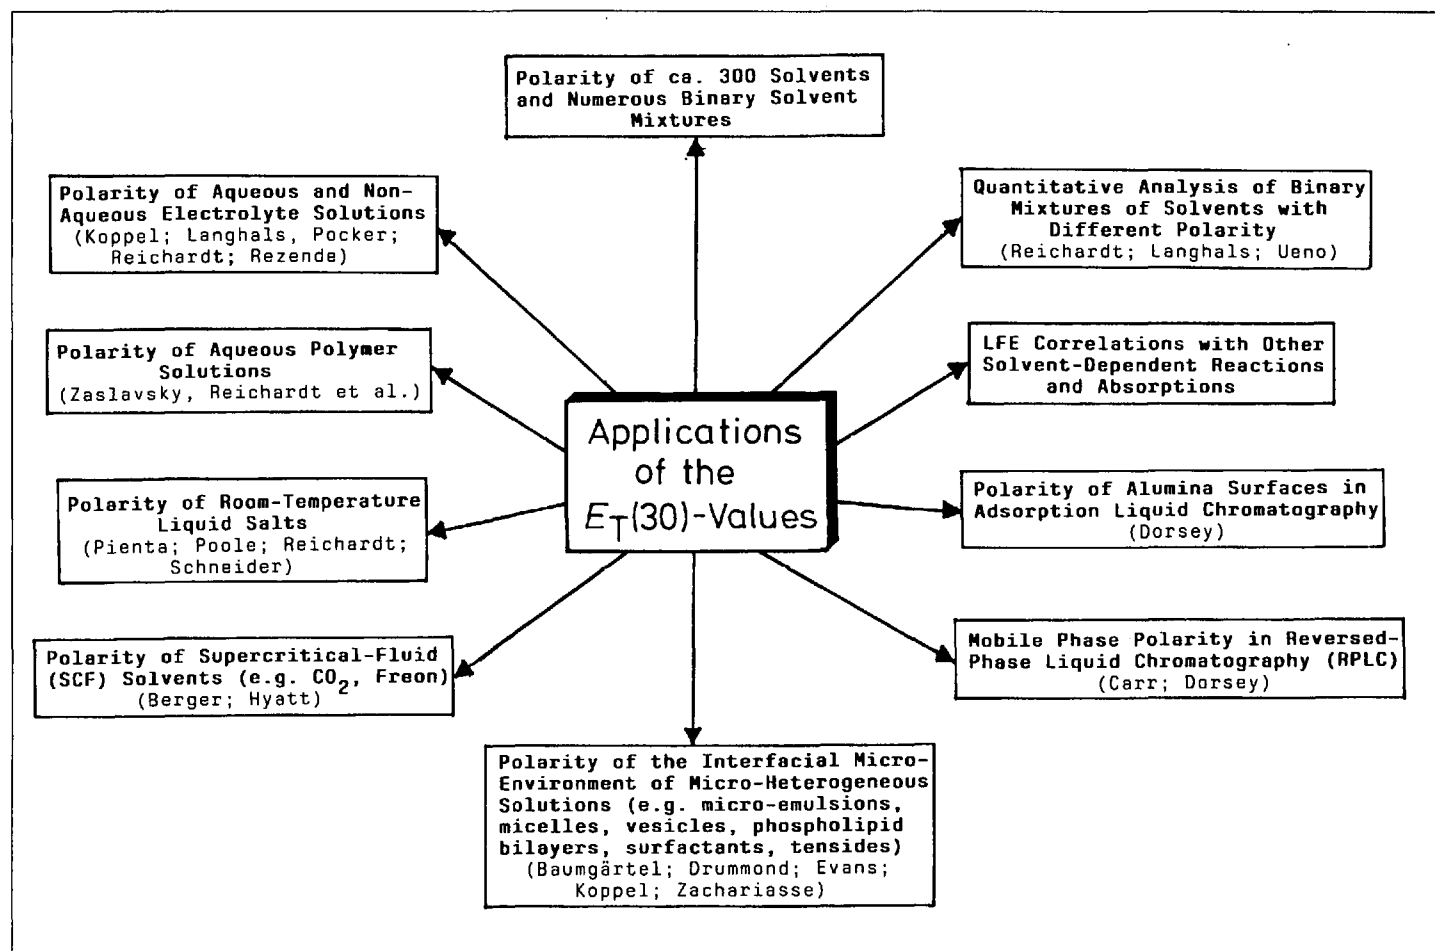 Polarity of ca. 300 Solvents
and Numerous Binary Solvent
Mixtures
Polarity of Aqueous and Non-
Aqueous Electrolyte Solutions
(Koppel; Langhals, Pocker;
Reichardt; Rezende)
Quantitative Analysis of Binary
Mixtures of Solvents with
Different Polarity
(Reichardt; Langhals; Ueno)
Polarity of Aqueous Polymer
Solutions
(Zaslavsky, Reichardt et al.)
LFE Correlations with Other
Solvent-Dependent Reactions
and Absorptions
Applications
of the
E_T(30)-Values
Polarity of Room-Temperature
Liquid Salts
(Pienta; Poole; Reichardt;
Schneider)
Polarity of Alumina Surfaces in
Adsorption Liquid Chromatography
(Dorsey)
Polarity of Supercritical-Fluid
(SCF) Solvents (e.g. CO₂, Freon)
(Berger; Hyatt)
Mobile Phase Polarity in Reversed-
Phase Liquid Chromatography (RPLC)
(Carr; Dorsey)
Polarity of the Interfacial Micro-
Environment of Micro-Heterogeneous
Solutions (e.g. micro-emulsions,
micelles, vesicles, phospholipid
bilayers, surfactants, tensides)
(Baumgärtel; Drummond; Evans;
Koppel; Zachariasse)